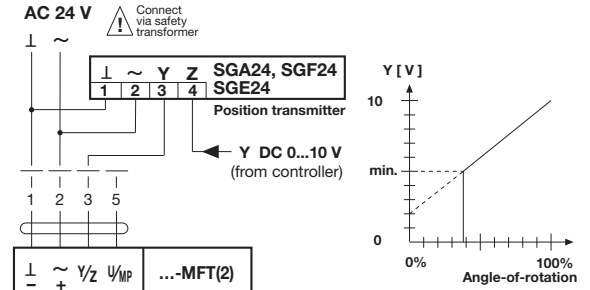 AC 24 V
Connect
via safety
transformer
⊥ ~
⊥ ~ Y Z SGA24, SGF24
1 2 3 4 SGE24
Position transmitter
Y DC 0...10 V
(from controller)
1 2 3 5
⊥ ~ Y/Z U/MP ...-MFT(2)
– +
Y [ V ]
10
min.
0
0% 100%
Angle-of-rotation